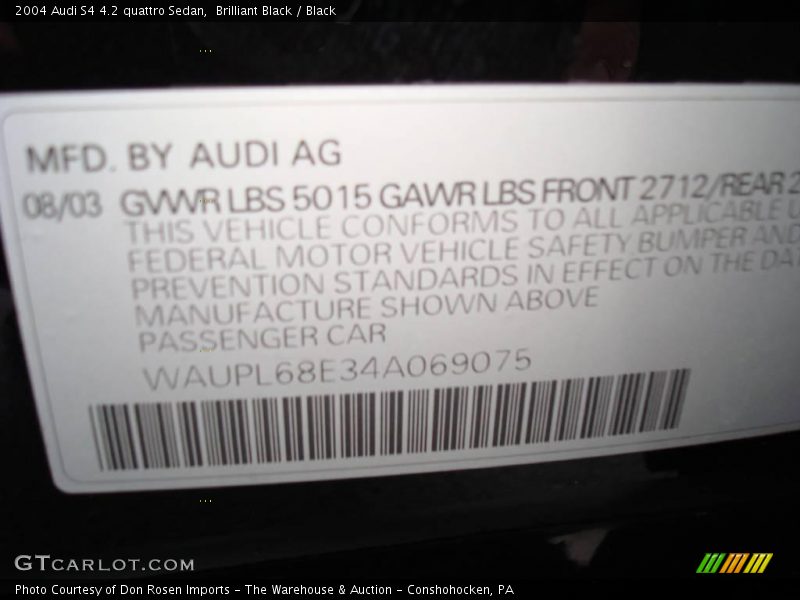 2004 Audi S4 4.2 quattro Sedan,  Brilliant Black / Black
MFD. BY AUDI AG
08/03 GVWR LBS 5015 GAWR LBS FRONT 2712/REAR 2
THIS VEHICLE CONFORMS TO ALL APPLICABLE
FEDERAL MOTOR VEHICLE SAFETY BUMPER AND
PREVENTION STANDARDS IN EFFECT ON THE DA
MANUFACTURE SHOWN ABOVE
PASSENGER CAR
WAUPL68E34A069075
GTCARLOT.COM
Photo Courtesy of Don Rosen Imports - The Warehouse & Auction - Conshohocken, PA